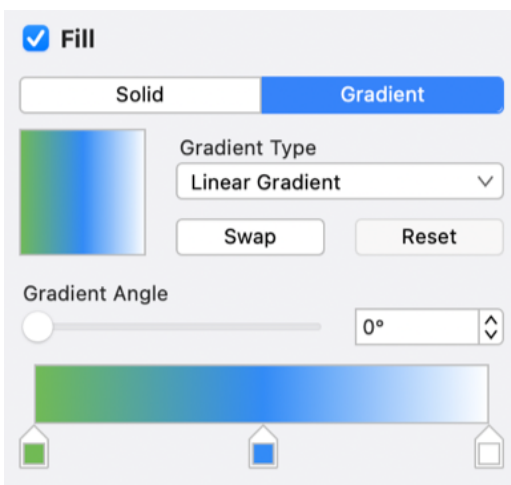 Fill
Solid Gradient
Gradient Type
Linear Gradient
Swap Reset
Gradient Angle
0°